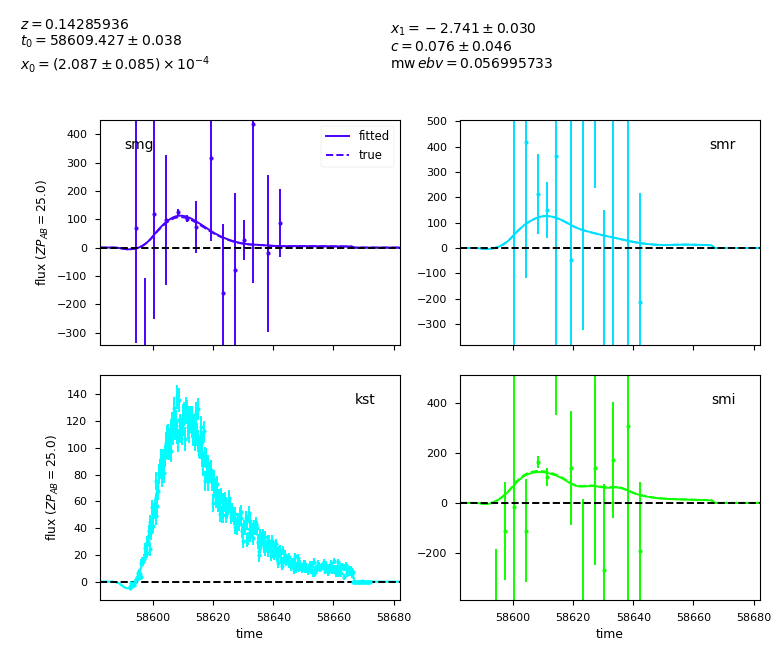 z = 0.14285936
t₀ = 58609.427 ± 0.038
x₀ = (2.087 ± 0.085) × 10⁻⁴
x₁ = −2.741 ± 0.030
c = 0.076 ± 0.046
mw ebv = 0.056995733
smg
fitted
true
400
300
200
100
0
−100
−200
−300
flux (ZP_AB = 25.0)
smr
500
400
300
200
100
0
−100
−200
−300
kst
140
120
100
80
60
40
20
0
flux (ZP_AB = 25.0)
58600 58620 58640 58660 58680
time
smi
400
200
0
−200
58600 58620 58640 58660 58680
time